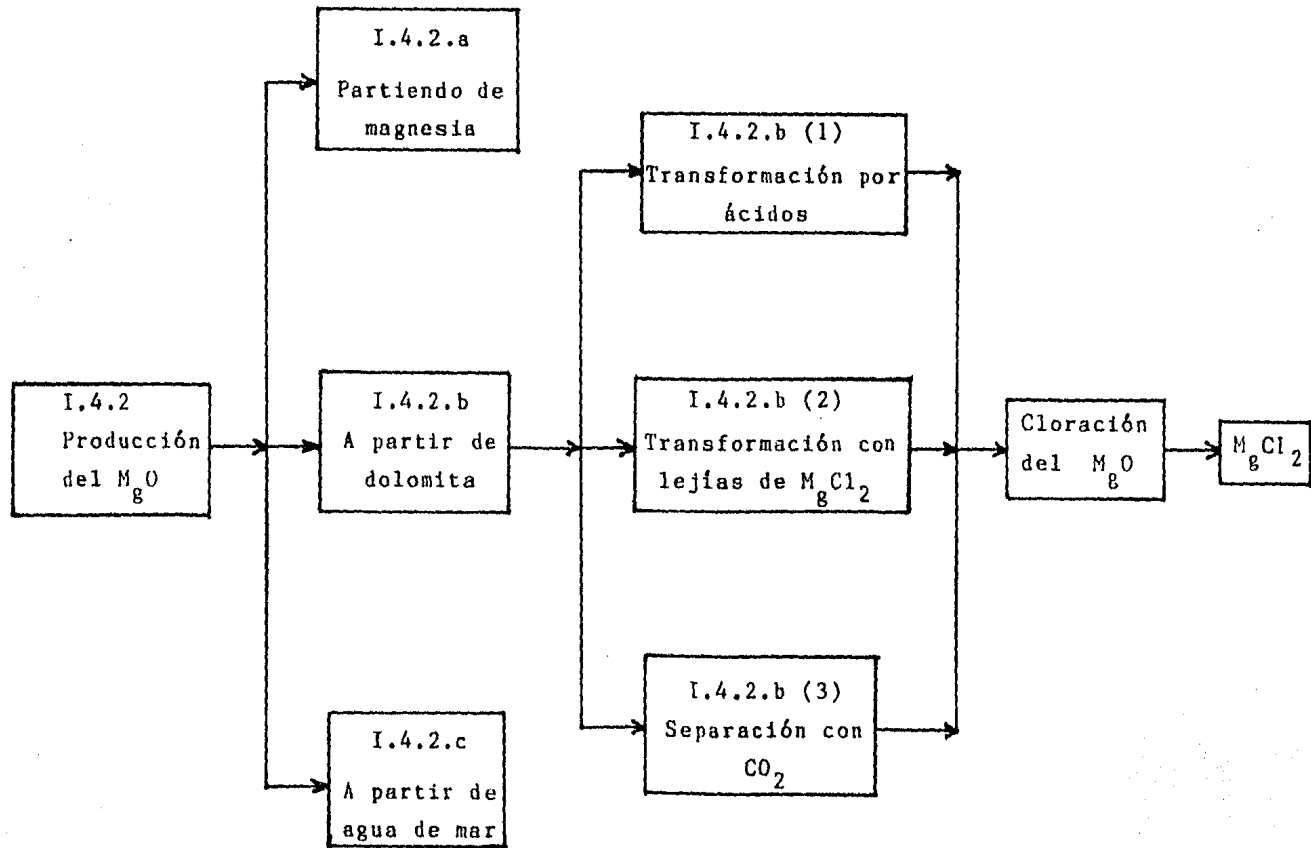 I.4.2
Producción
del MgO
I.4.2.a
Partiendo de
magnesia
I.4.2.b
A partir de
dolomita
I.4.2.c
A partir de
agua de mar
I.4.2.b (1)
Transformación por
ácidos
I.4.2.b (2)
Transformación con
lejías de MgCl2
I.4.2.b (3)
Separación con
CO2
Cloración
del MgO
MgCI2